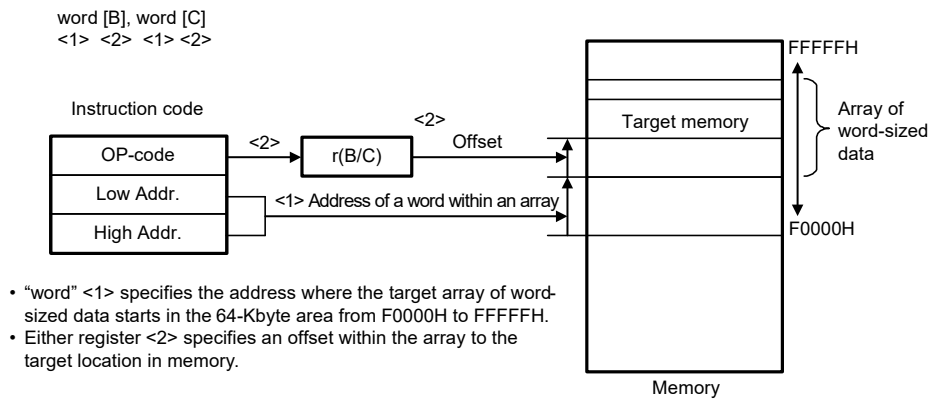 word [B], word [C]
<1> <2> <1> <2>
FFFFFH
Instruction code
<2>
<2>
Array of
word-sized
data
Target memory
OP-code
r(B/C)
Offset
Low Addr.
<1> Address of a word within an array
High Addr.
F0000H
• “word” <1> specifies the address where the target array of word-
sized data starts in the 64-Kbyte area from F0000H to FFFFFH.
• Either register <2> specifies an offset within the array to the
target location in memory.
Memory